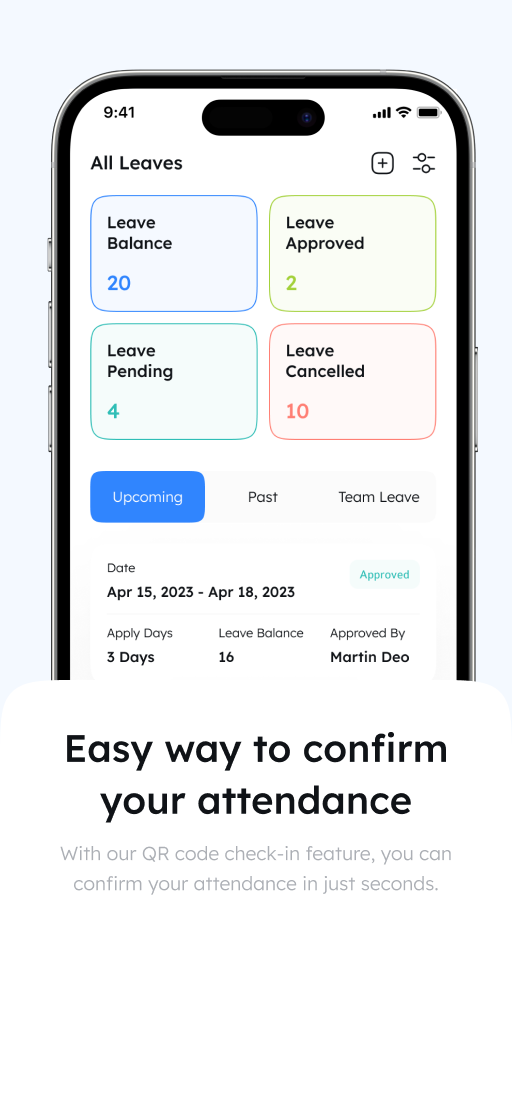 9:41
All Leaves
Leave
Balance
20
Leave
Approved
2
Leave
Pending
4
Leave
Cancelled
10
Upcoming
Past
Team Leave
Date
Approved
Apr 15, 2023 - Apr 18, 2023
Apply Days
Leave Balance
Approved By
3 Days
16
Martin Deo
Easy way to confirm
your attendance
With our QR code check-in feature, you can
confirm your attendance in just seconds.